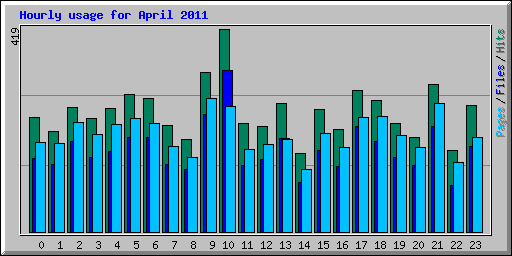 Hourly usage for April 2011
419
Pages / Files / Hits
0 1 2 3 4 5 6 7 8 9 10 11 12 13 14 15 16 17 18 19 20 21 22 23